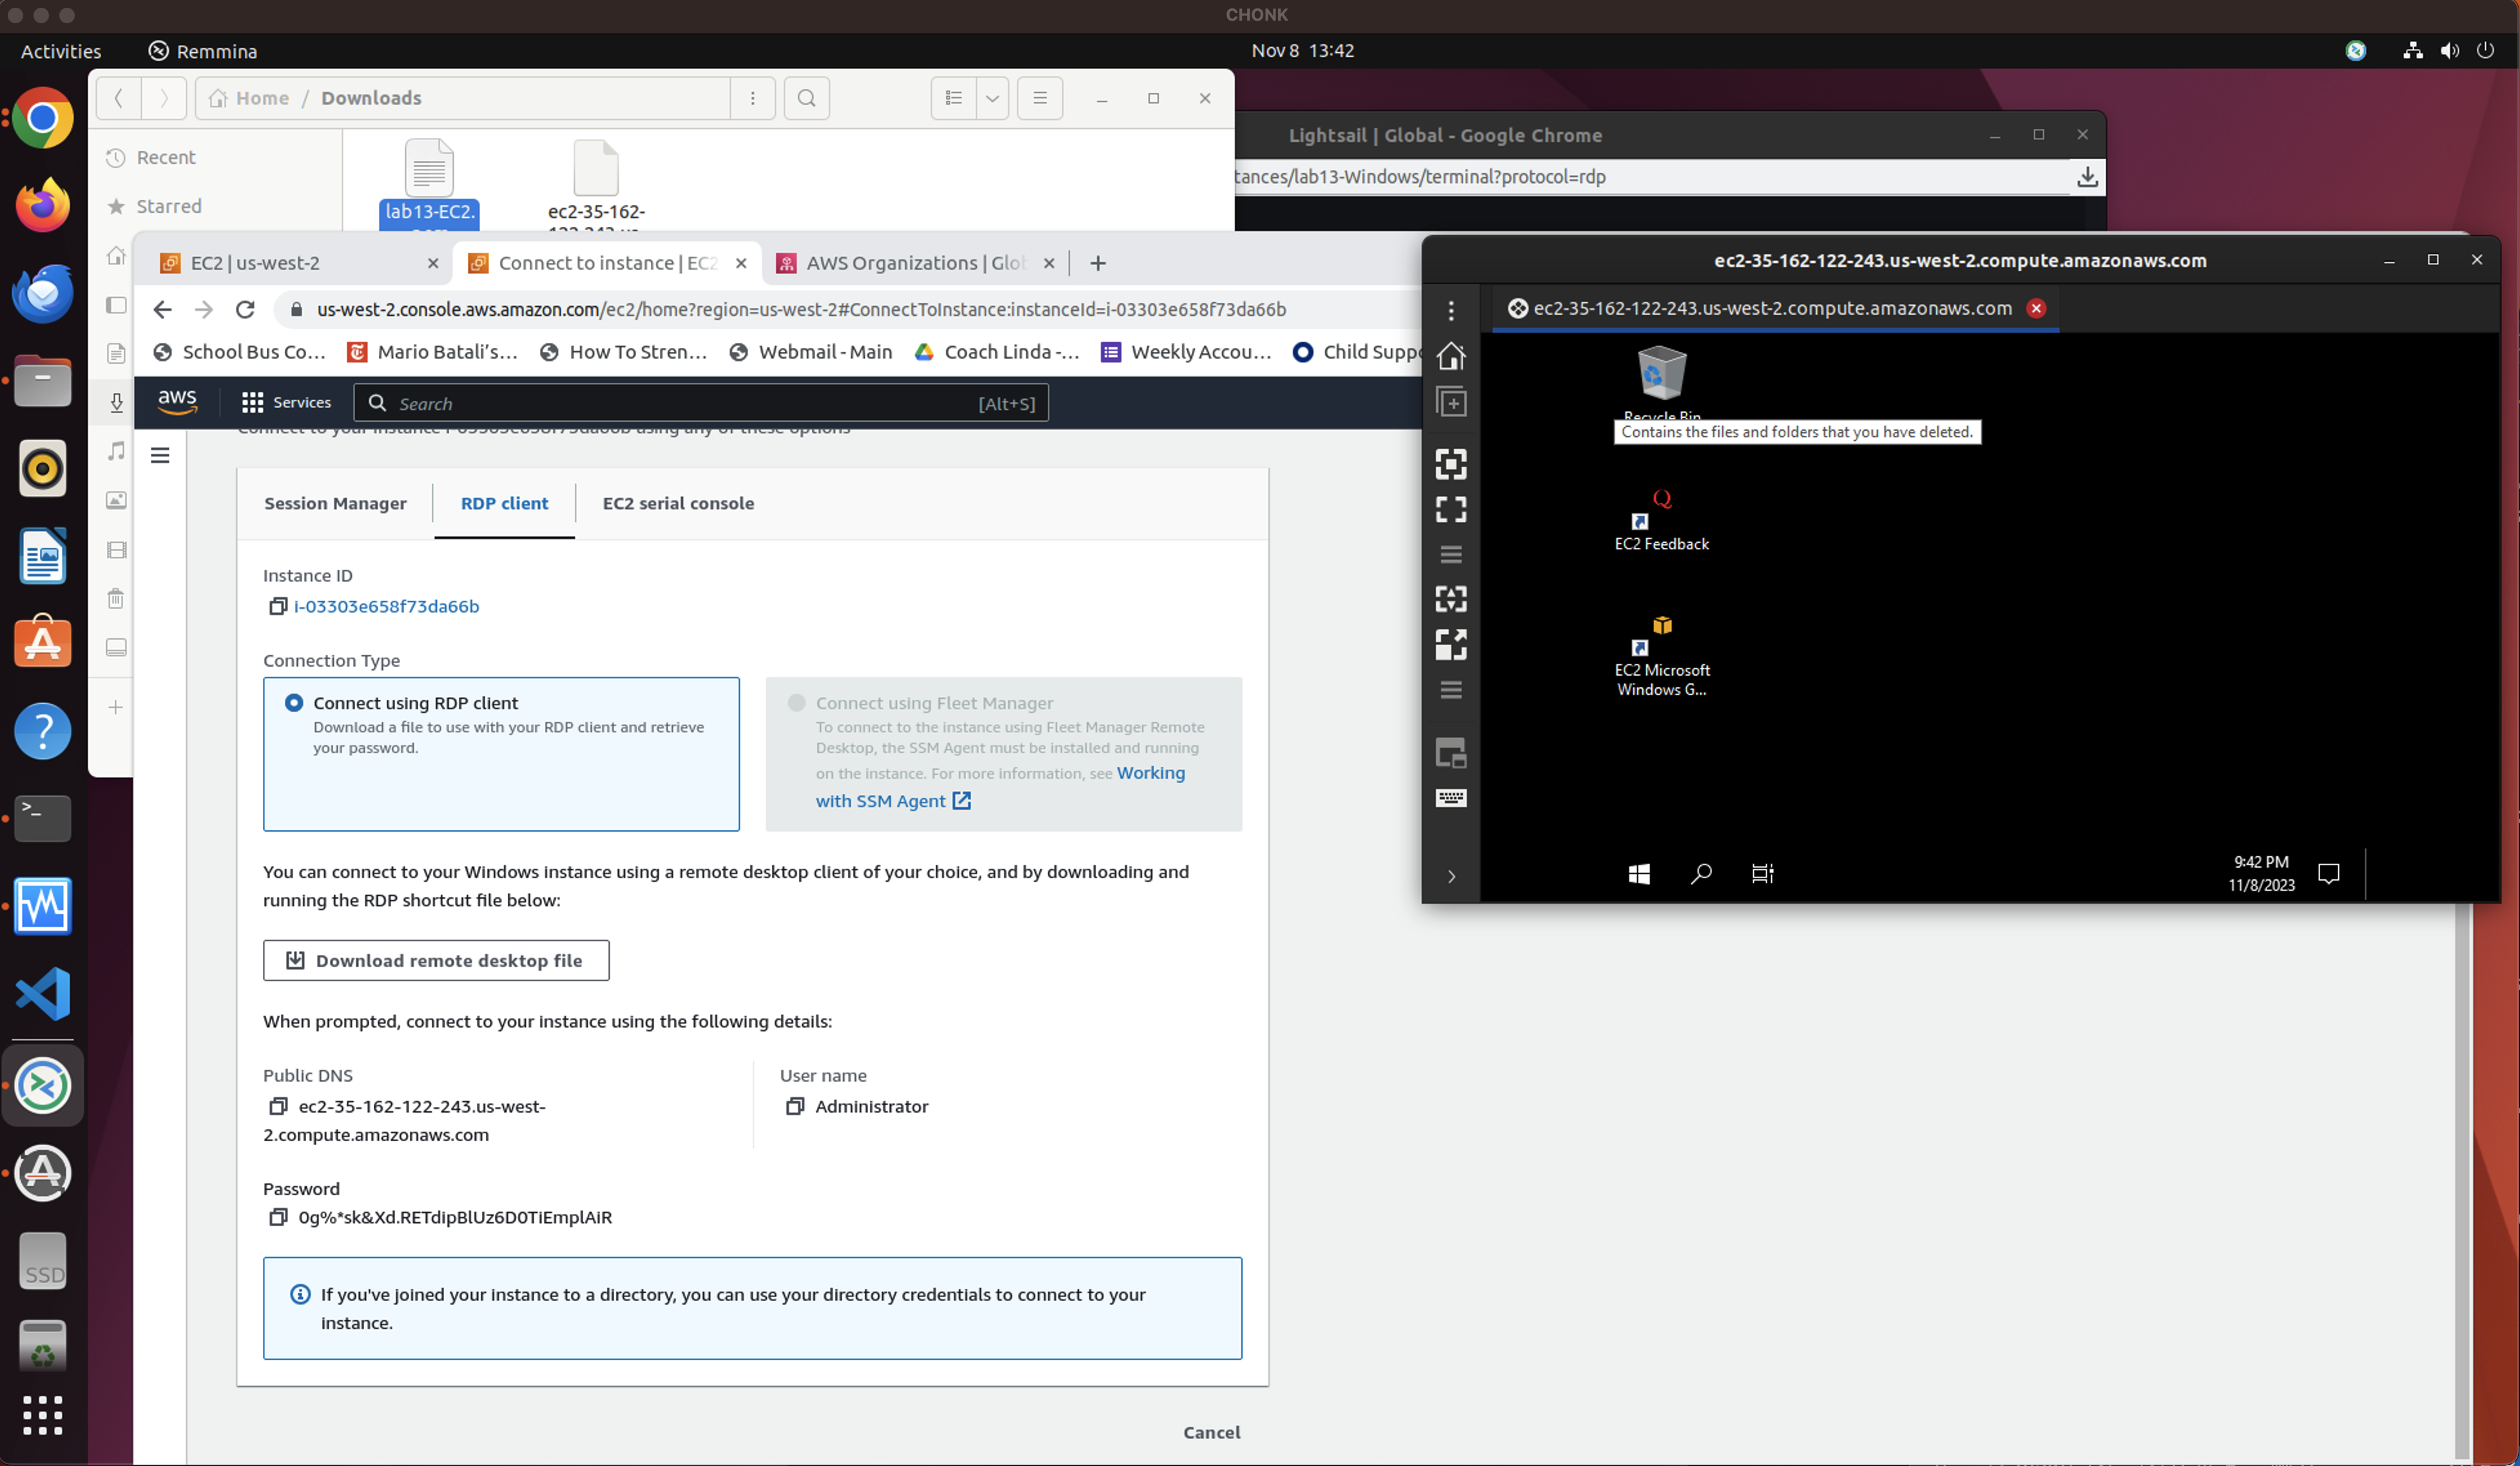 CHONK
Activities
Remmina
Nov 8 13:42
Home / Downloads
Recent
Starred
lab13-EC2.
ec2-35-162-
Lightsail | Global - Google Chrome
tances/lab13-Windows/terminal?protocol=rdp
EC2 | us-west-2
Connect to instance | EC2
AWS Organizations | Glo
us-west-2.console.aws.amazon.com/ec2/home?region=us-west-2#ConnectToInstance:instanceId=i-03303e658f73da66b
School Bus Co...
Mario Batali's...
How To Stren...
Webmail - Main
Coach Linda -...
Weekly Accou...
Child Suppo
aws
Services
Search
[Alt+S]
Connect to your instance i-03303e658f73da66b using any of these options
Session Manager
RDP client
EC2 serial console
Instance ID
i-03303e658f73da66b
Connection Type
Connect using RDP client
Download a file to use with your RDP client and retrieve
your password.
Connect using Fleet Manager
To connect to the instance using Fleet Manager Remote
Desktop, the SSM Agent must be installed and running
on the instance. For more information, see Working
with SSM Agent
You can connect to your Windows instance using a remote desktop client of your choice, and by downloading and
running the RDP shortcut file below:
Download remote desktop file
When prompted, connect to your instance using the following details:
Public DNS
ec2-35-162-122-243.us-west-
2.compute.amazonaws.com
User name
Administrator
Password
0g%*sk&Xd.RETdipBlUz6D0TiEmplAiR
If you've joined your instance to a directory, you can use your directory credentials to connect to your
instance.
Cancel
ec2-35-162-122-243.us-west-2.compute.amazonaws.com
ec2-35-162-122-243.us-west-2.compute.amazonaws.com
Recycle Bin
Contains the files and folders that you have deleted.
EC2 Feedback
EC2 Microsoft
Windows G...
9:42 PM
11/8/2023
SSD